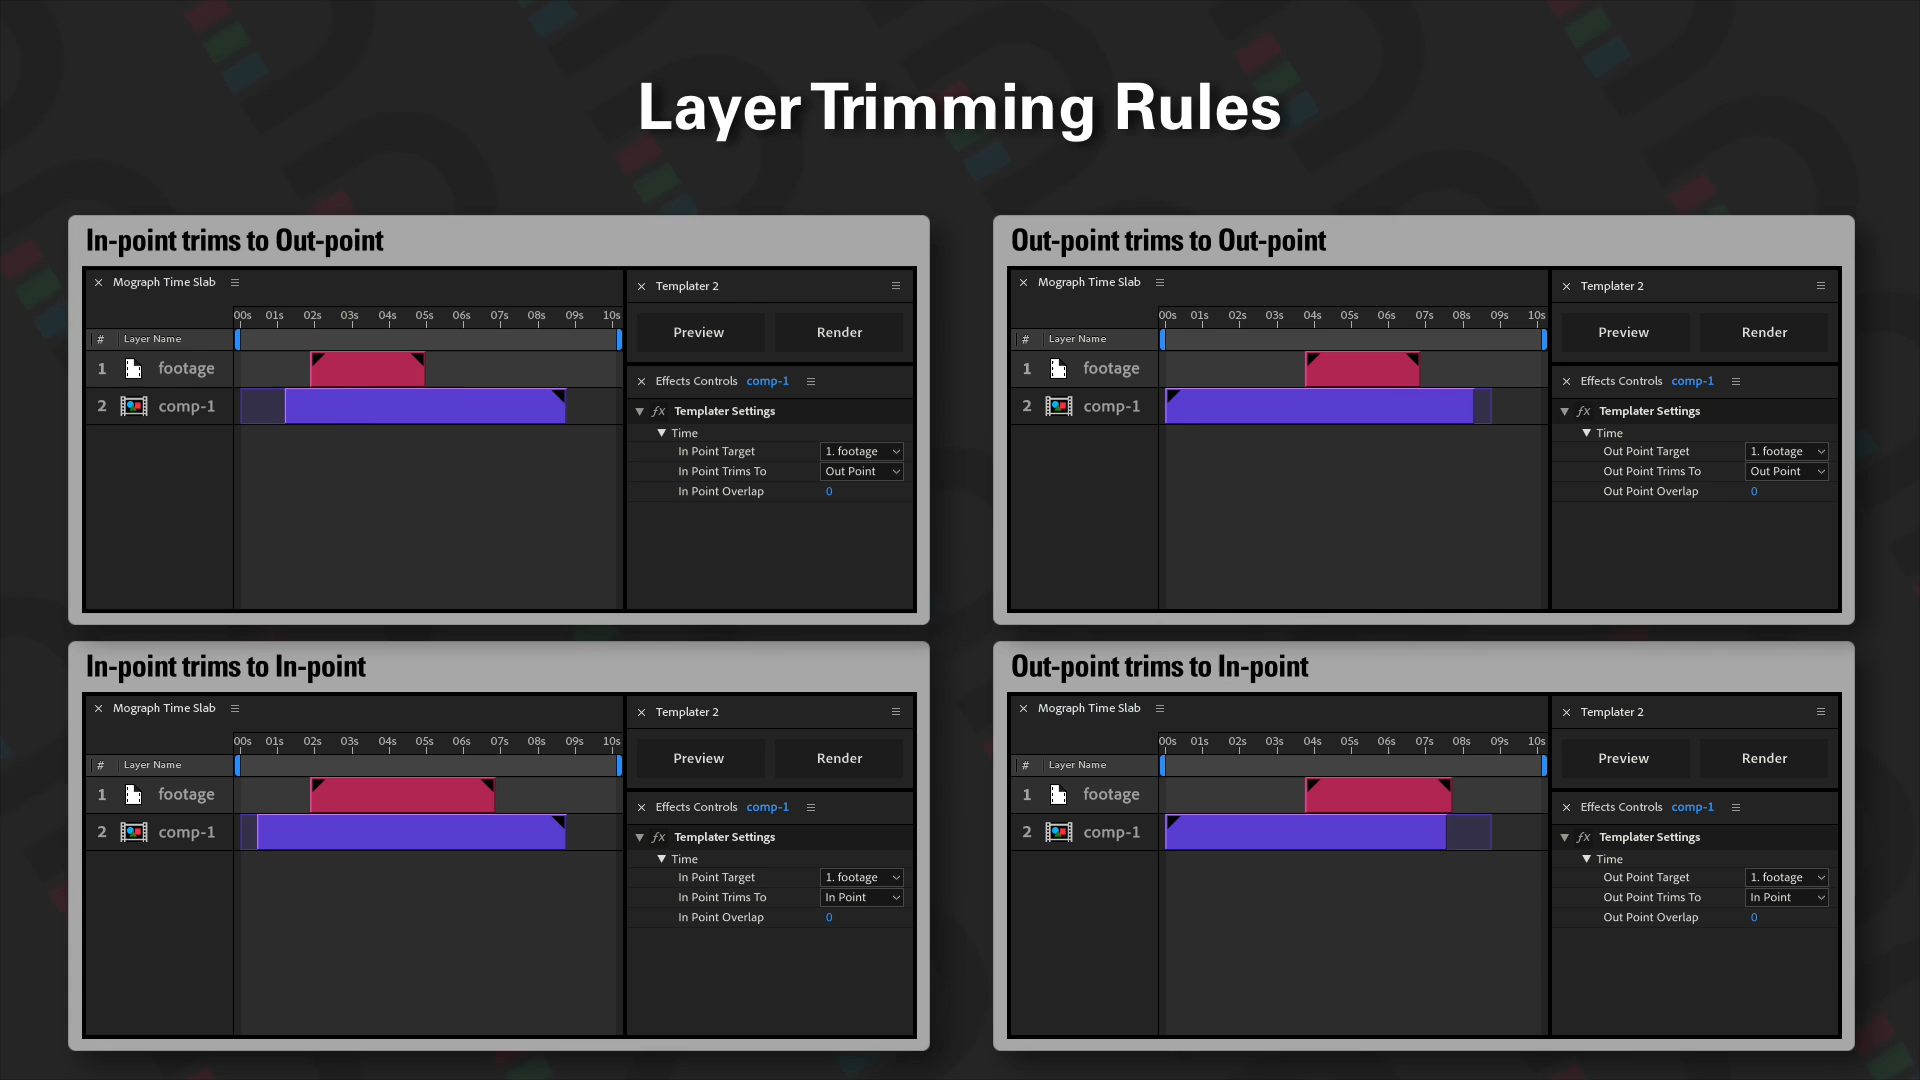 Layer Trimming Rules
In-point trims to Out-point
Mograph Time Slab
00s 01s 02s 03s 04s 05s 06s 07s 08s 09s 10s
# Layer Name
1 footage
2 comp-1
Templater 2
Preview Render
Effects Controls comp-1
fx Templater Settings
Time
In Point Target 1. footage
In Point Trims To Out Point
In Point Overlap 0
Out-point trims to Out-point
Mograph Time Slab
00s 01s 02s 03s 04s 05s 06s 07s 08s 09s 10s
# Layer Name
1 footage
2 comp-1
Templater 2
Preview Render
Effects Controls comp-1
fx Templater Settings
Time
Out Point Target 1. footage
Out Point Trims To Out Point
Out Point Overlap 0
In-point trims to In-point
Mograph Time Slab
00s 01s 02s 03s 04s 05s 06s 07s 08s 09s 10s
# Layer Name
1 footage
2 comp-1
Templater 2
Preview Render
Effects Controls comp-1
fx Templater Settings
Time
In Point Target 1. footage
In Point Trims To In Point
In Point Overlap 0
Out-point trims to In-point
Mograph Time Slab
00s 01s 02s 03s 04s 05s 06s 07s 08s 09s 10s
# Layer Name
1 footage
2 comp-1
Templater 2
Preview Render
Effects Controls comp-1
fx Templater Settings
Time
Out Point Target 1. footage
Out Point Trims To In Point
Out Point Overlap 0